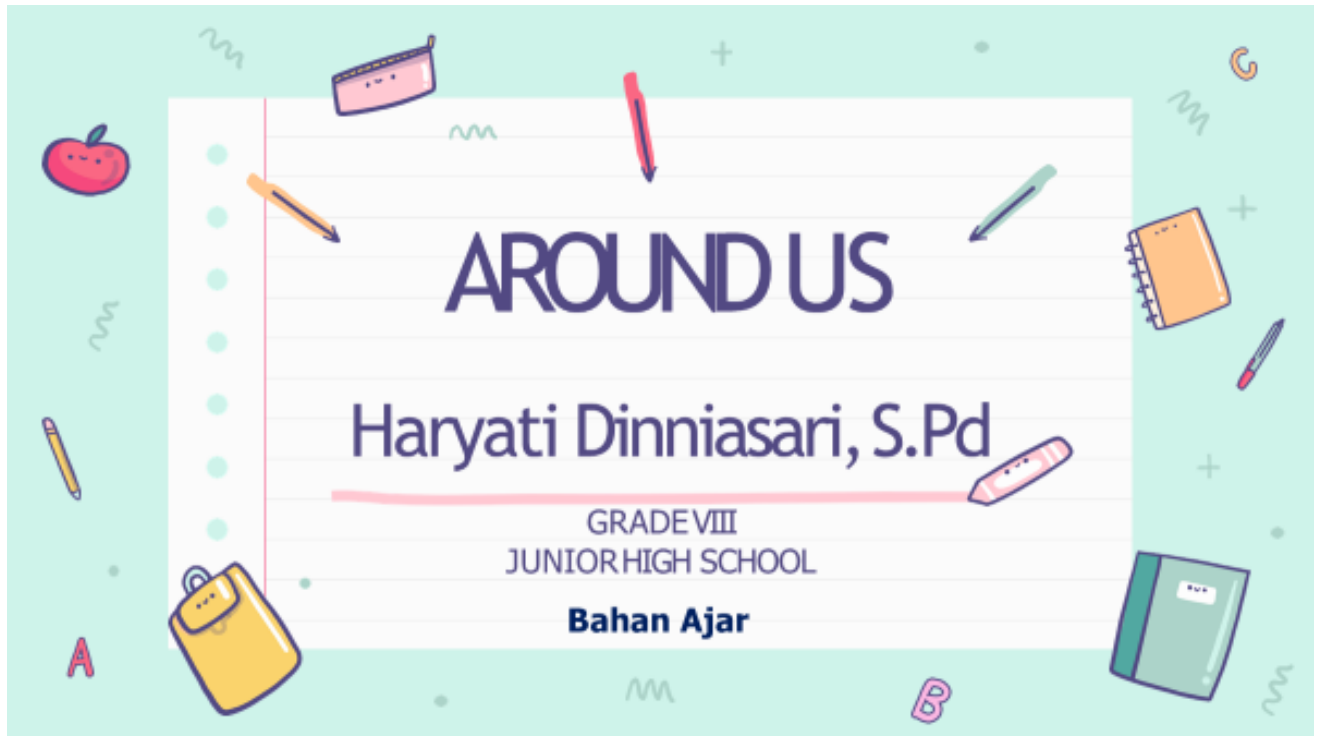 AROUND US
Haryati Dinniasari, S.Pd
GRADE VIII
JUNIOR HIGH SCHOOL
Bahan Ajar
A
B
C